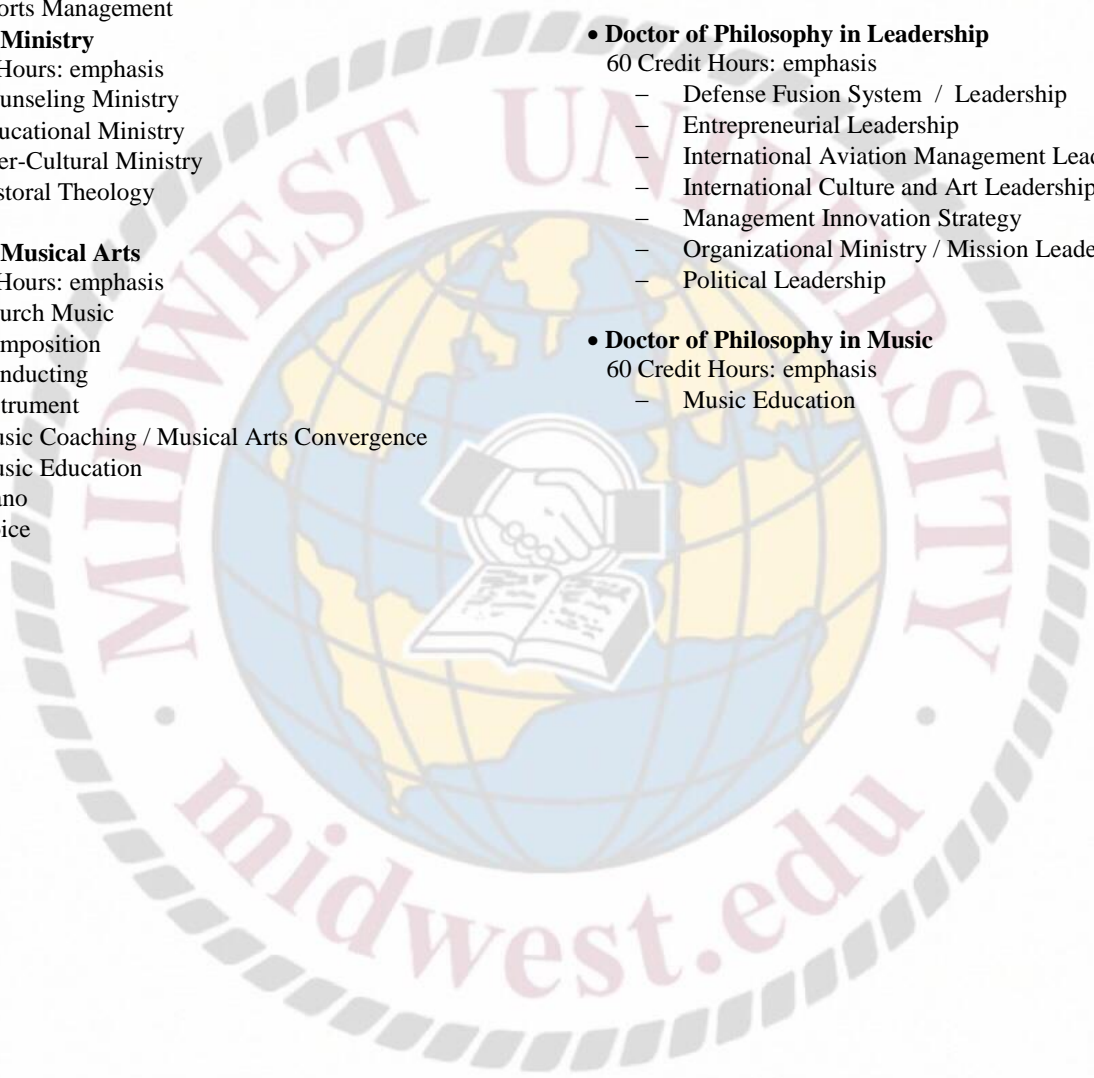 orts Management
Ministry
Hours: emphasis
unseling Ministry
ucational Ministry
er-Cultural Ministry
storal Theology
Musical Arts
Hours: emphasis
urch Music
mposition
nducting
trument
usic Coaching / Musical Arts Convergence
usic Education
ano
ice
• Doctor of Philosophy in Leadership
60 Credit Hours: emphasis
– Defense Fusion System / Leadership
– Entrepreneurial Leadership
– International Aviation Management Lead
– International Culture and Art Leadership
– Management Innovation Strategy
– Organizational Ministry / Mission Leade
– Political Leadership
• Doctor of Philosophy in Music
60 Credit Hours: emphasis
– Music Education
MIDWEST UNIVERSITY
midwest.edu